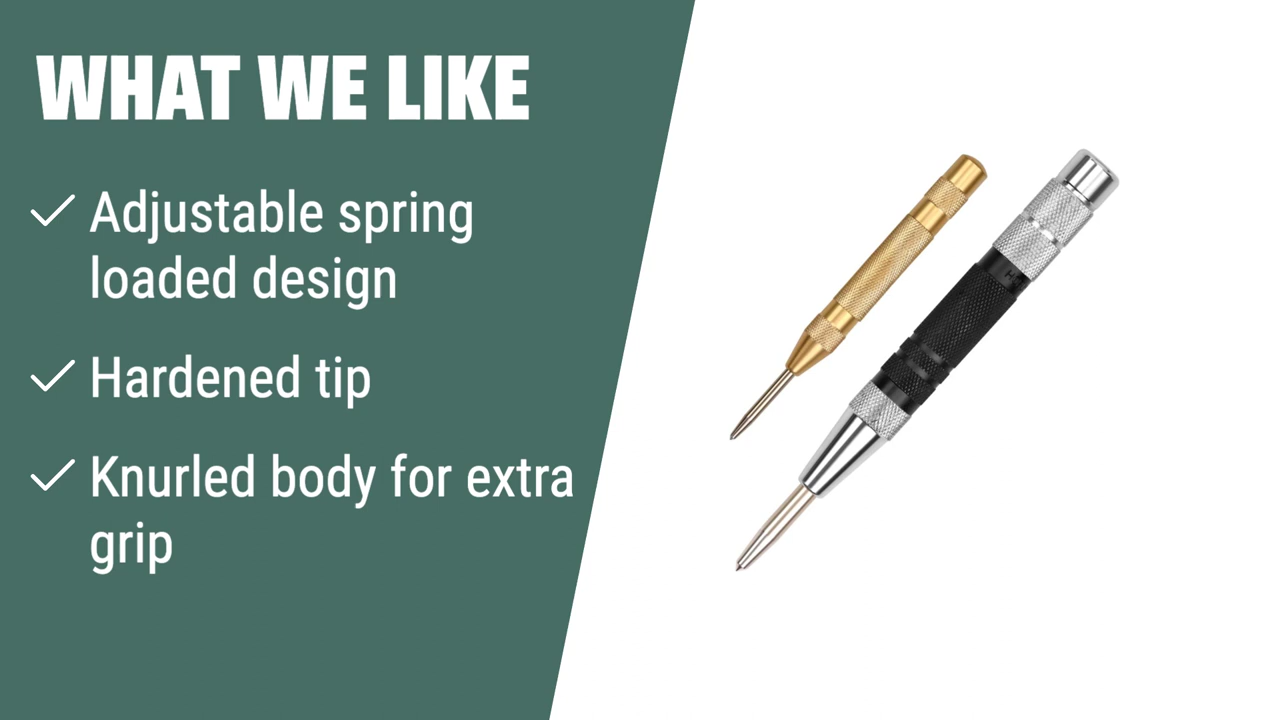 WHAT WE LIKE
Adjustable spring
loaded design
Hardened tip
Knurled body for extra
grip